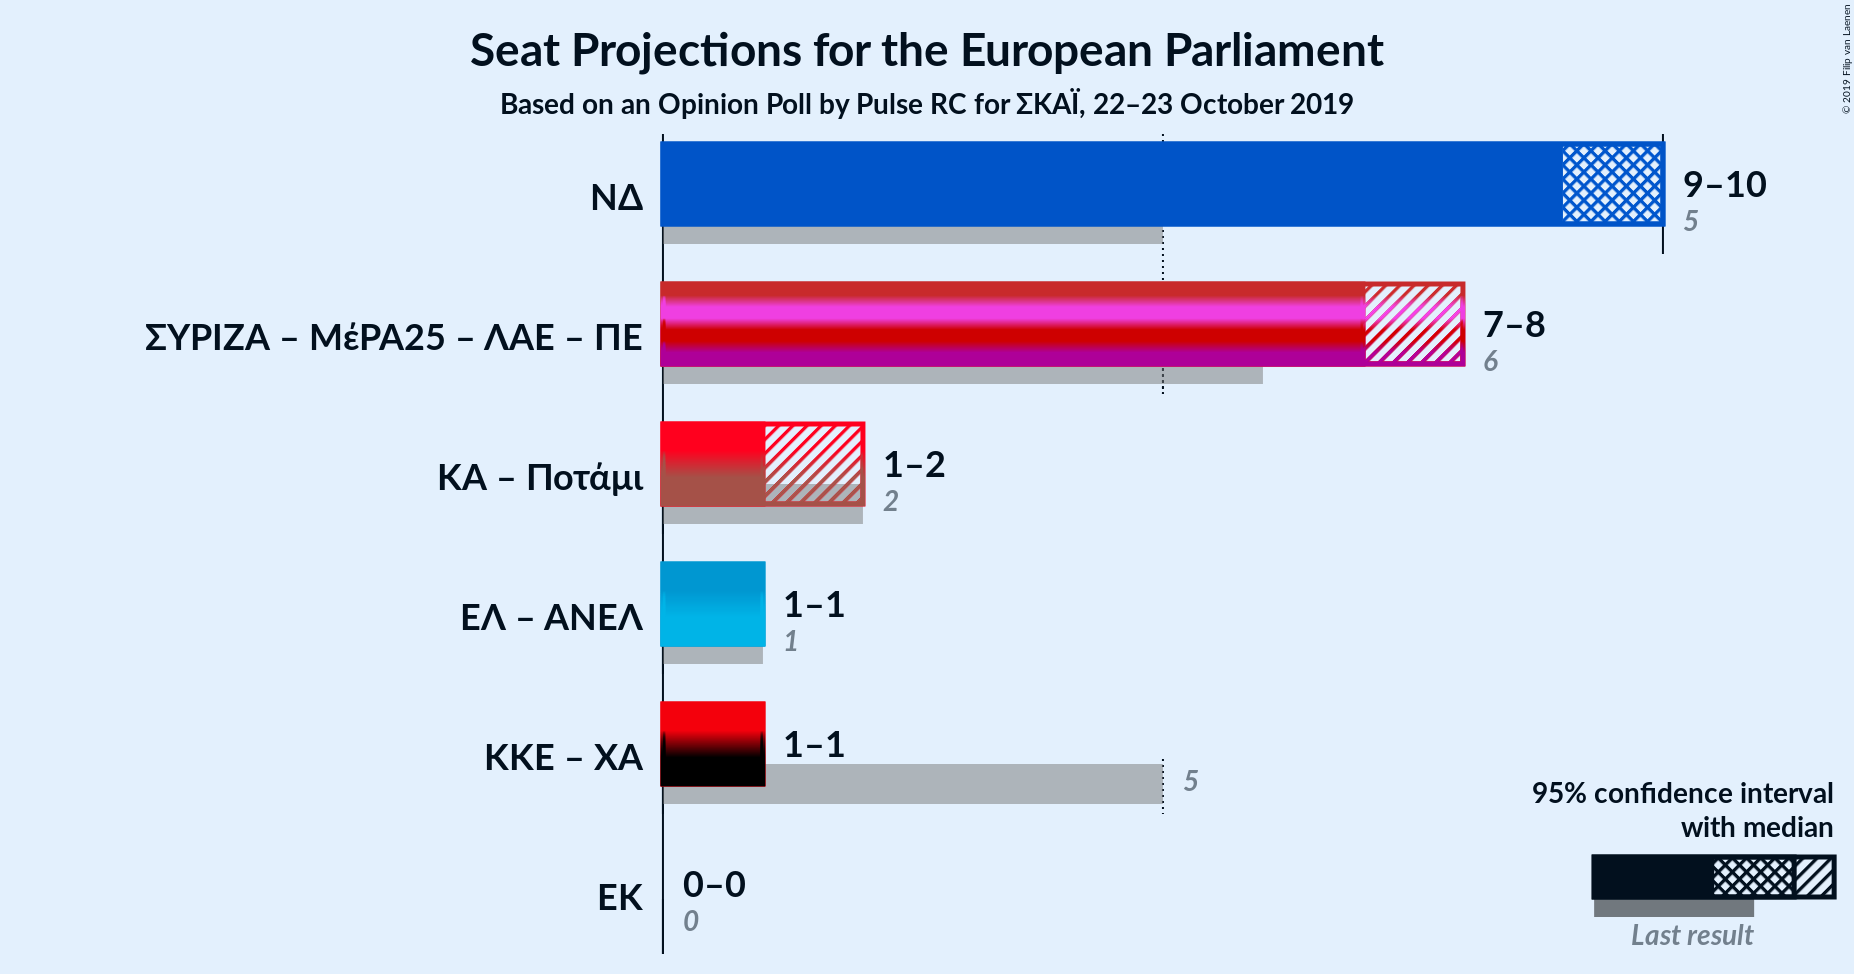 Seat Projections for the European Parliament
Based on an Opinion Poll by Pulse RC for ΣΚΑΪ, 22–23 October 2019
© 2019 Filip van Laenen
ΝΔ
9–10
5
ΣΥΡΙΖΑ – ΜέΡΑ25 – ΛΑΕ – ΠΕ
7–8
6
ΚΑ – Ποτάμι
1–2
2
ΕΛ – ΑΝΕΛ
1–1
1
ΚΚΕ – ΧΑ
1–1
5
ΕΚ
0–0
0
95% confidence interval
with median
Last result